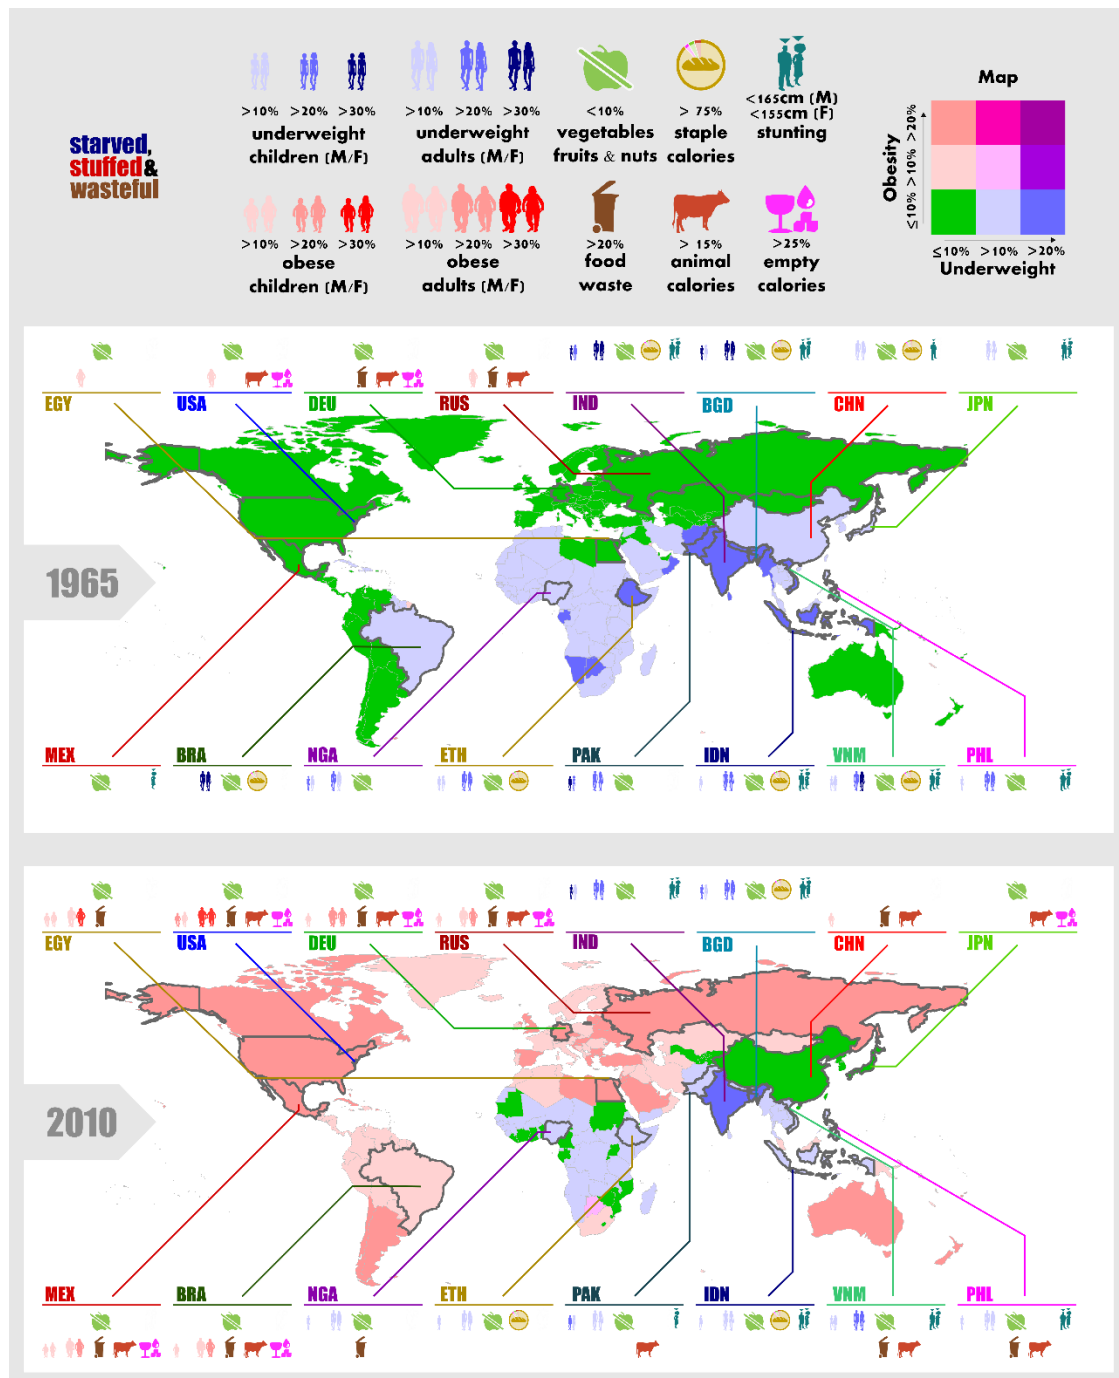 starved,
stuffed &
wasteful
>10% >20% >30%
underweight
children (M/F)
>10% >20% >30%
underweight
adults (M/F)
<10%
vegetables
fruits & nuts
> 75%
staple
calories
<165cm (M)
<155cm (F)
stunting
>10% >20% >30%
obese
children (M/F)
>10% >20% >30%
obese
adults (M/F)
>20%
food
waste
> 15%
animal
calories
>25%
empty
calories
Map
Obesity
≤10% >10% >20%
≤10% >10% >20%
Underweight
EGY USA DEU RUS IND BGD CHN JPN
1965
MEX BRA NGA ETH PAK IDN VNM PHL
EGY USA DEU RUS IND BGD CHN JPN
2010
MEX BRA NGA ETH PAK IDN VNM PHL